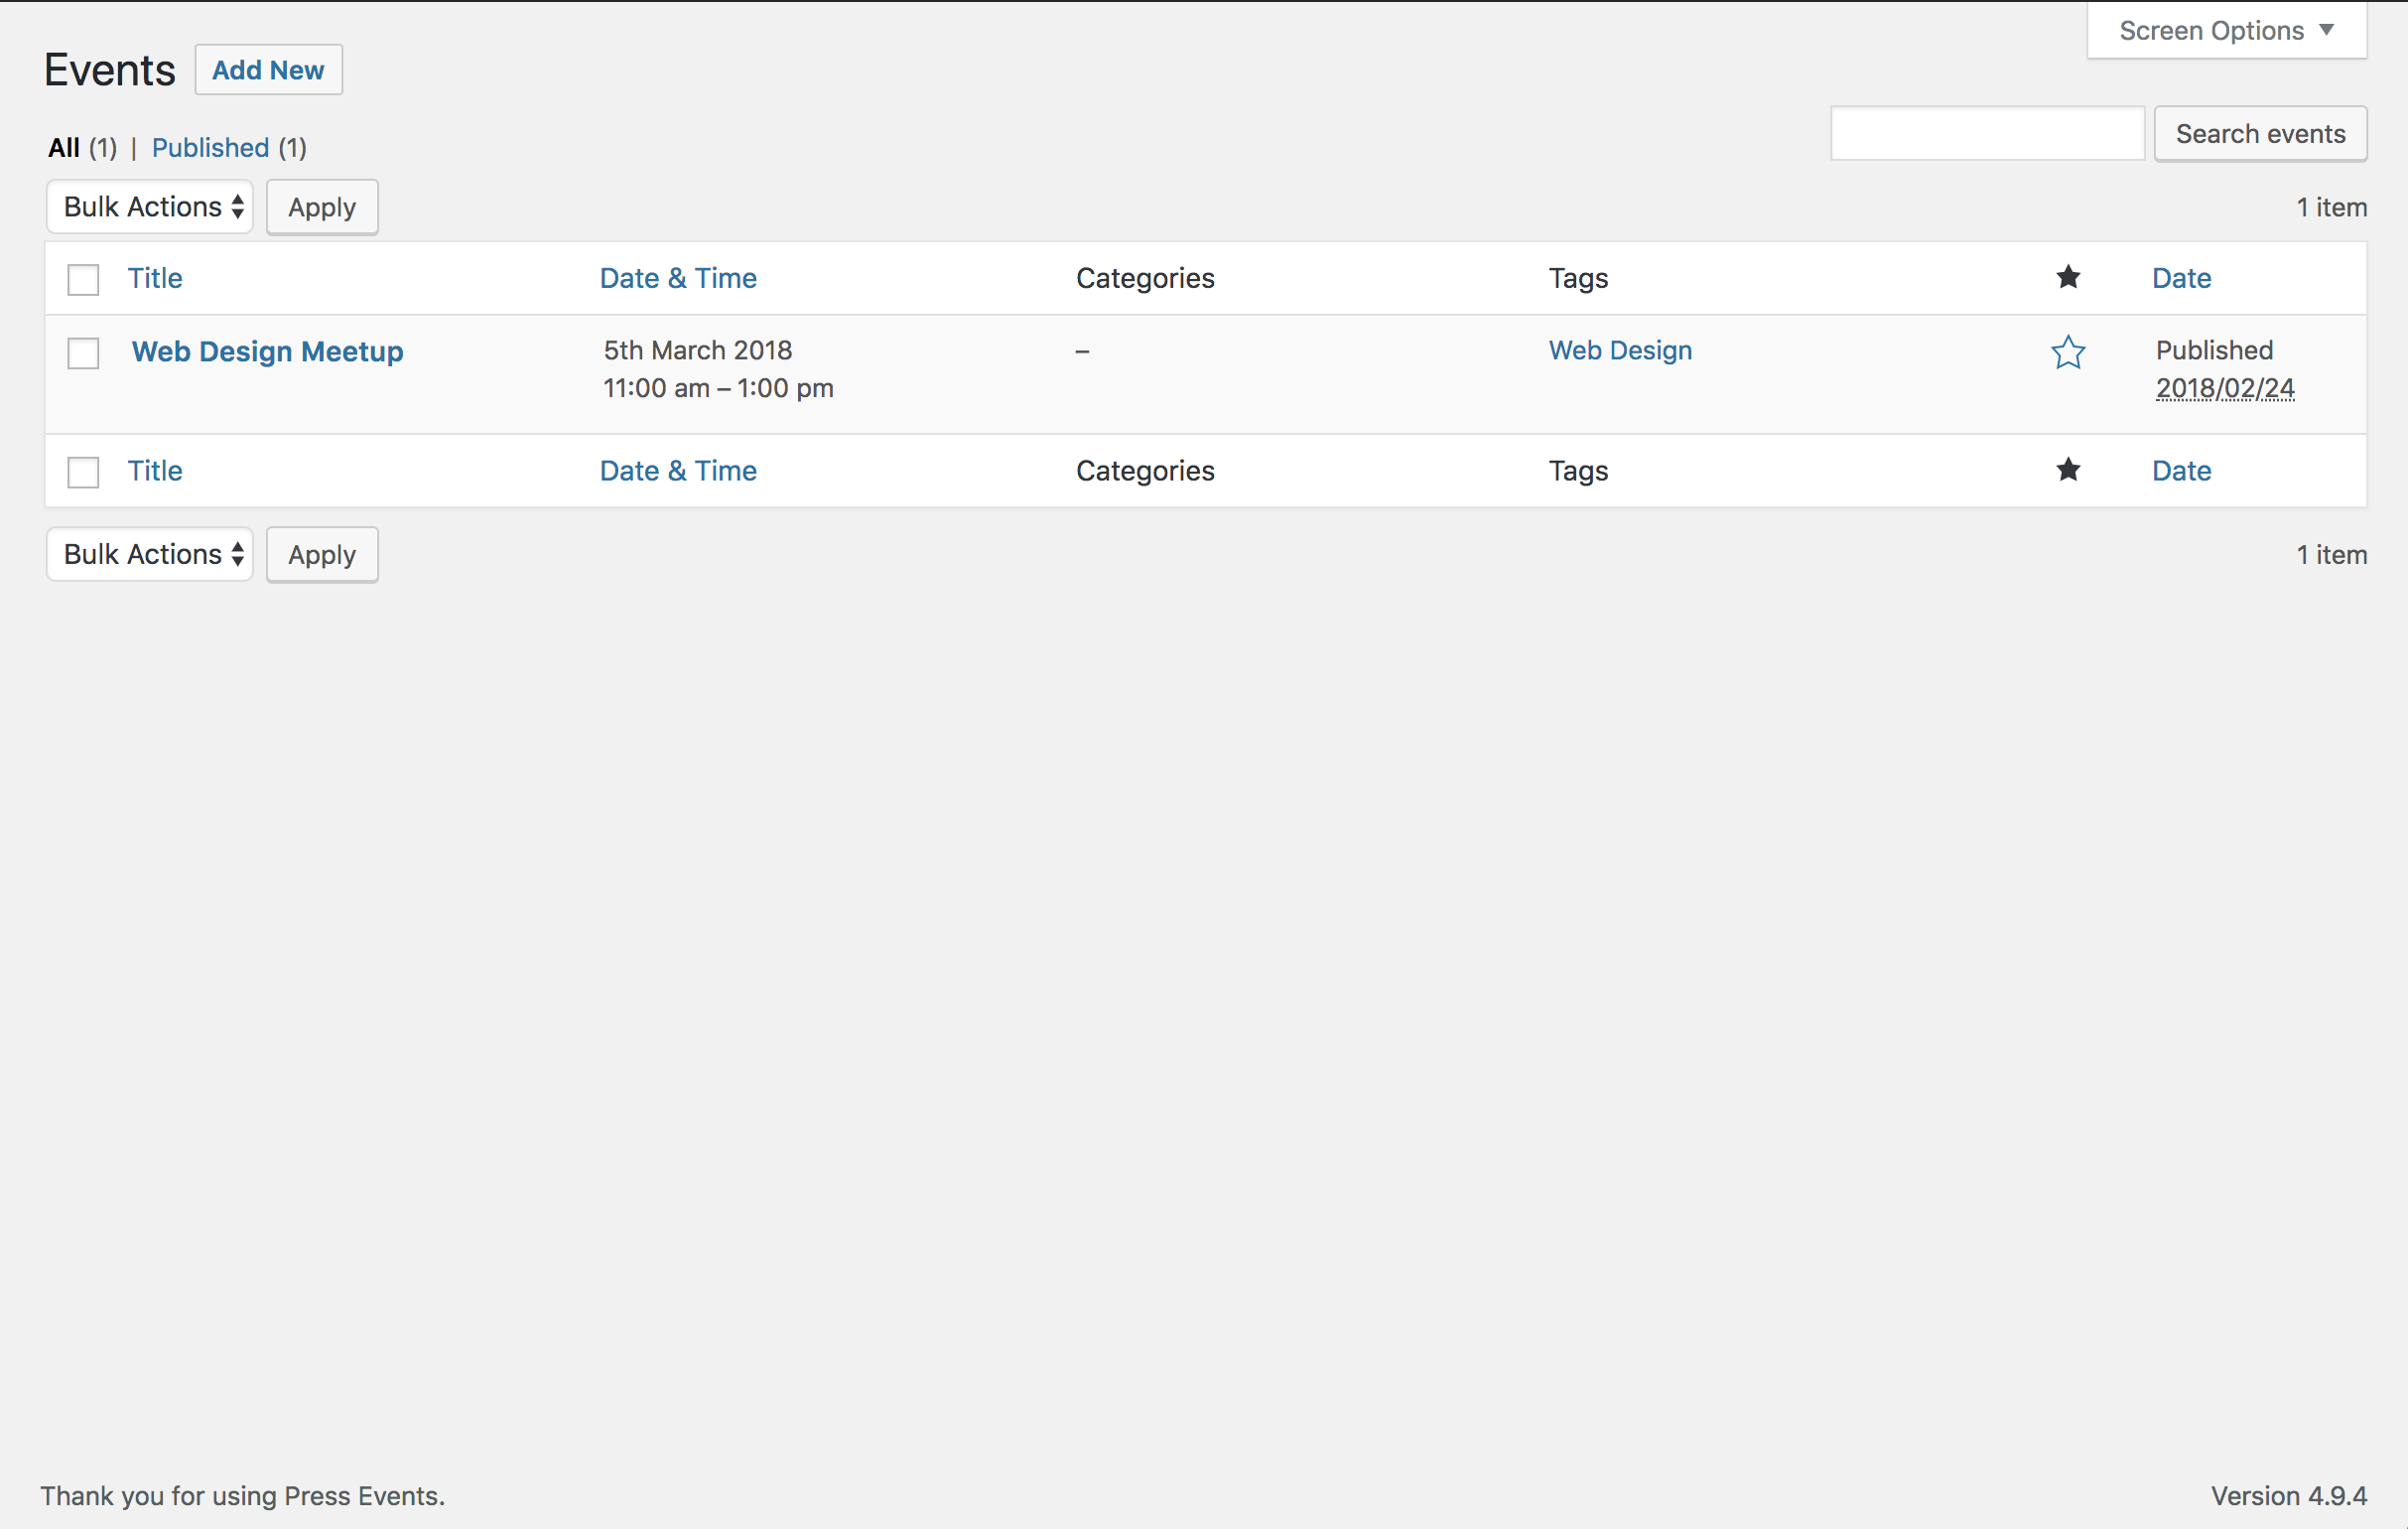 Screen Options
Events Add New
Search events
All (1) | Published (1)
Bulk Actions Apply 1 item
Title Date & Time Categories Tags Date
Web Design Meetup 5th March 2018 – Web Design Published
11:00 am – 1:00 pm 2018/02/24
Title Date & Time Categories Tags Date
Bulk Actions Apply 1 item
Thank you for using Press Events. Version 4.9.4